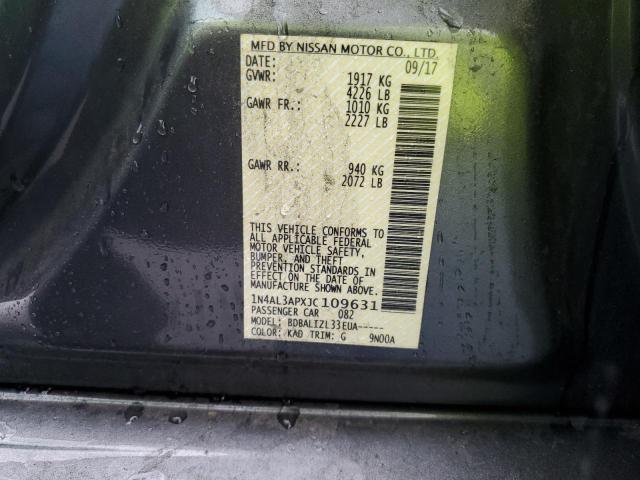 MFD BY NISSAN MOTOR CO., LTD.
DATE: 09/17
GVWR: 1917 KG
4226 LB
GAWR FR.: 1010 KG
2227 LB
GAWR RR.: 940 KG
2072 LB
THIS VEHICLE CONFORMS TO
ALL APPLICABLE FEDERAL
MOTOR VEHICLE SAFETY,
BUMPER, AND THEFT
PREVENTION STANDARDS
IN EFFECT ON THE DATE OF
MANUFACTURE SHOWN ABOVE.
1N4AL3APXJC109631
PASSENGER CAR 082
MODEL: BDBALIZL33EUA-----
COLOR: KAD TRIM: G 9N00A